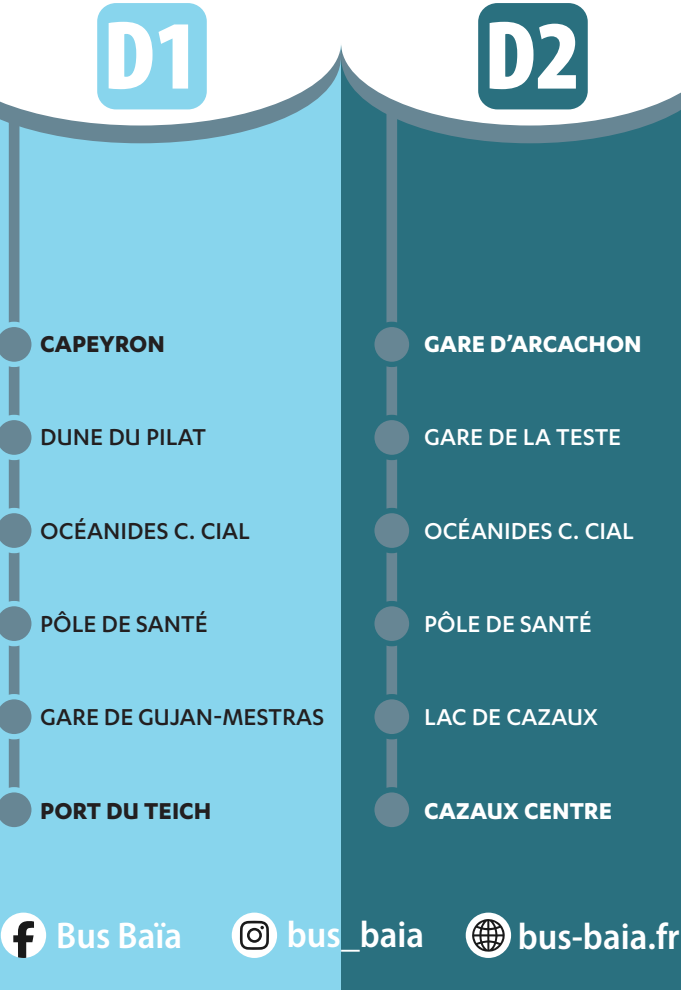 D1
CAPEYRON
DUNE DU PILAT
OCÉANIDES C. CIAL
PÔLE DE SANTÉ
GARE DE GUJAN-MESTRAS
PORT DU TEICH
D2
GARE D’ARCACHON
GARE DE LA TESTE
OCÉANIDES C. CIAL
PÔLE DE SANTÉ
LAC DE CAZAUX
CAZAUX CENTRE
Bus Baïa
bus_baia
bus-baia.fr